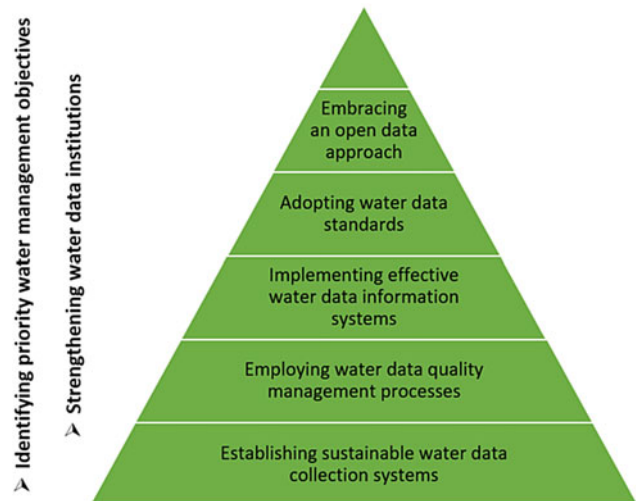 Identifying priority water management objectives
Strengthening water data institutions
Embracing
an open data
approach
Adopting water data
standards
Implementing effective
water data information
systems
Employing water data quality
management processes
Establishing sustainable water data
collection systems